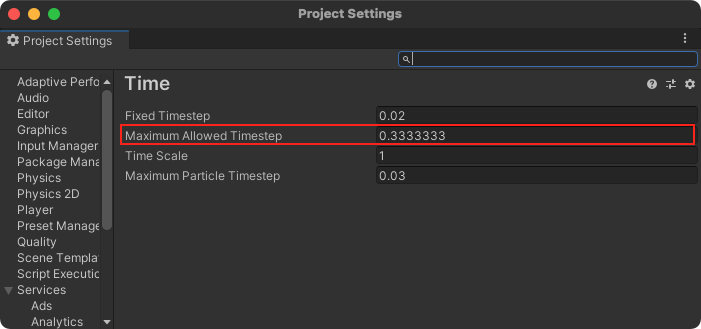 Project Settings
Project Settings
Adaptive Perfo
Audio
Editor
Graphics
Input Manager
Package Mana
Physics
Physics 2D
Player
Preset Manage
Quality
Scene Templa
Script Executio
Services
Ads
Analytics
Time
Fixed Timestep 0.02
Maximum Allowed Timestep 0.3333333
Time Scale 1
Maximum Particle Timestep 0.03